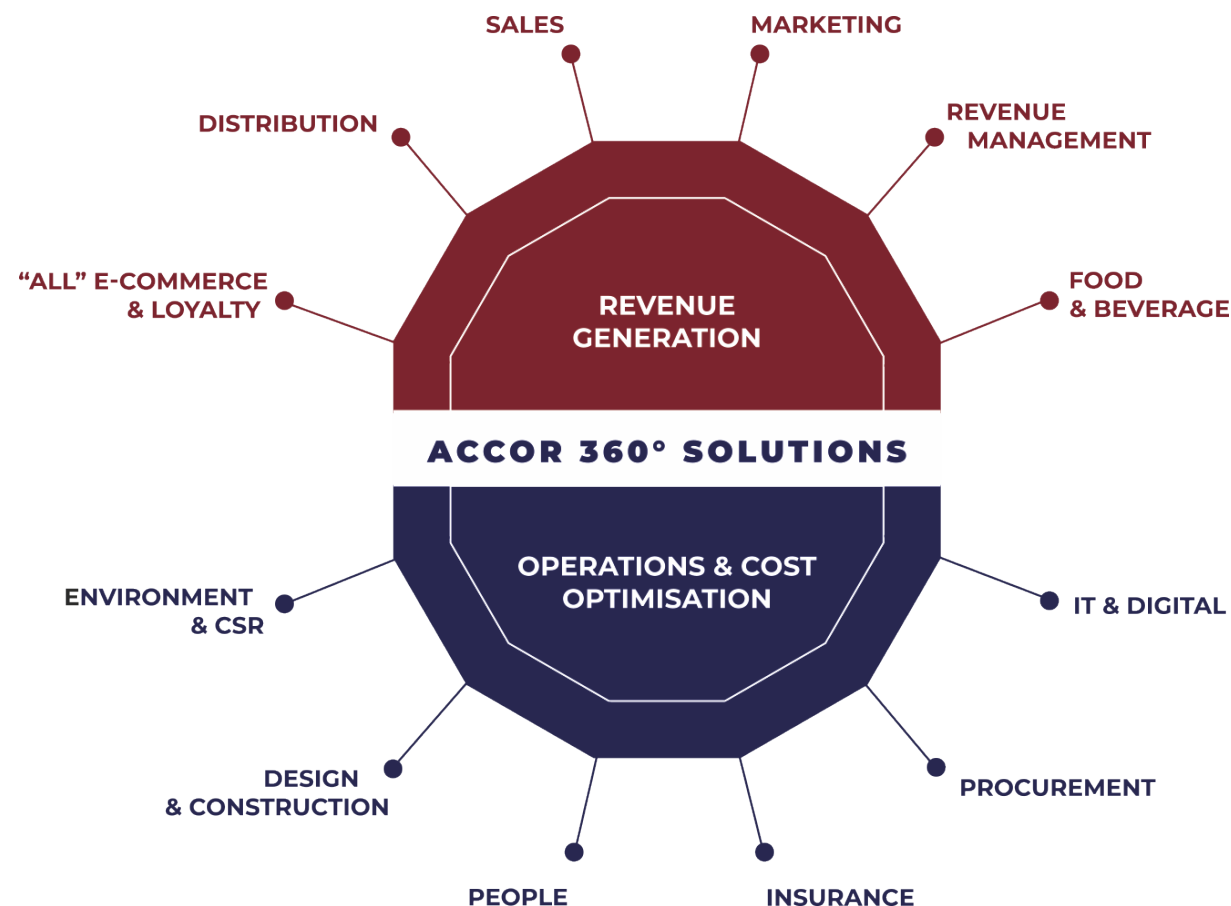 SALES
MARKETING
DISTRIBUTION
REVENUE
MANAGEMENT
“ALL” E-COMMERCE
& LOYALTY
FOOD
& BEVERAGE
REVENUE
GENERATION
ACCOR 360° SOLUTIONS
OPERATIONS & COST
OPTIMISATION
ENVIRONMENT
& CSR
IT & DIGITAL
DESIGN
& CONSTRUCTION
PROCUREMENT
PEOPLE
INSURANCE